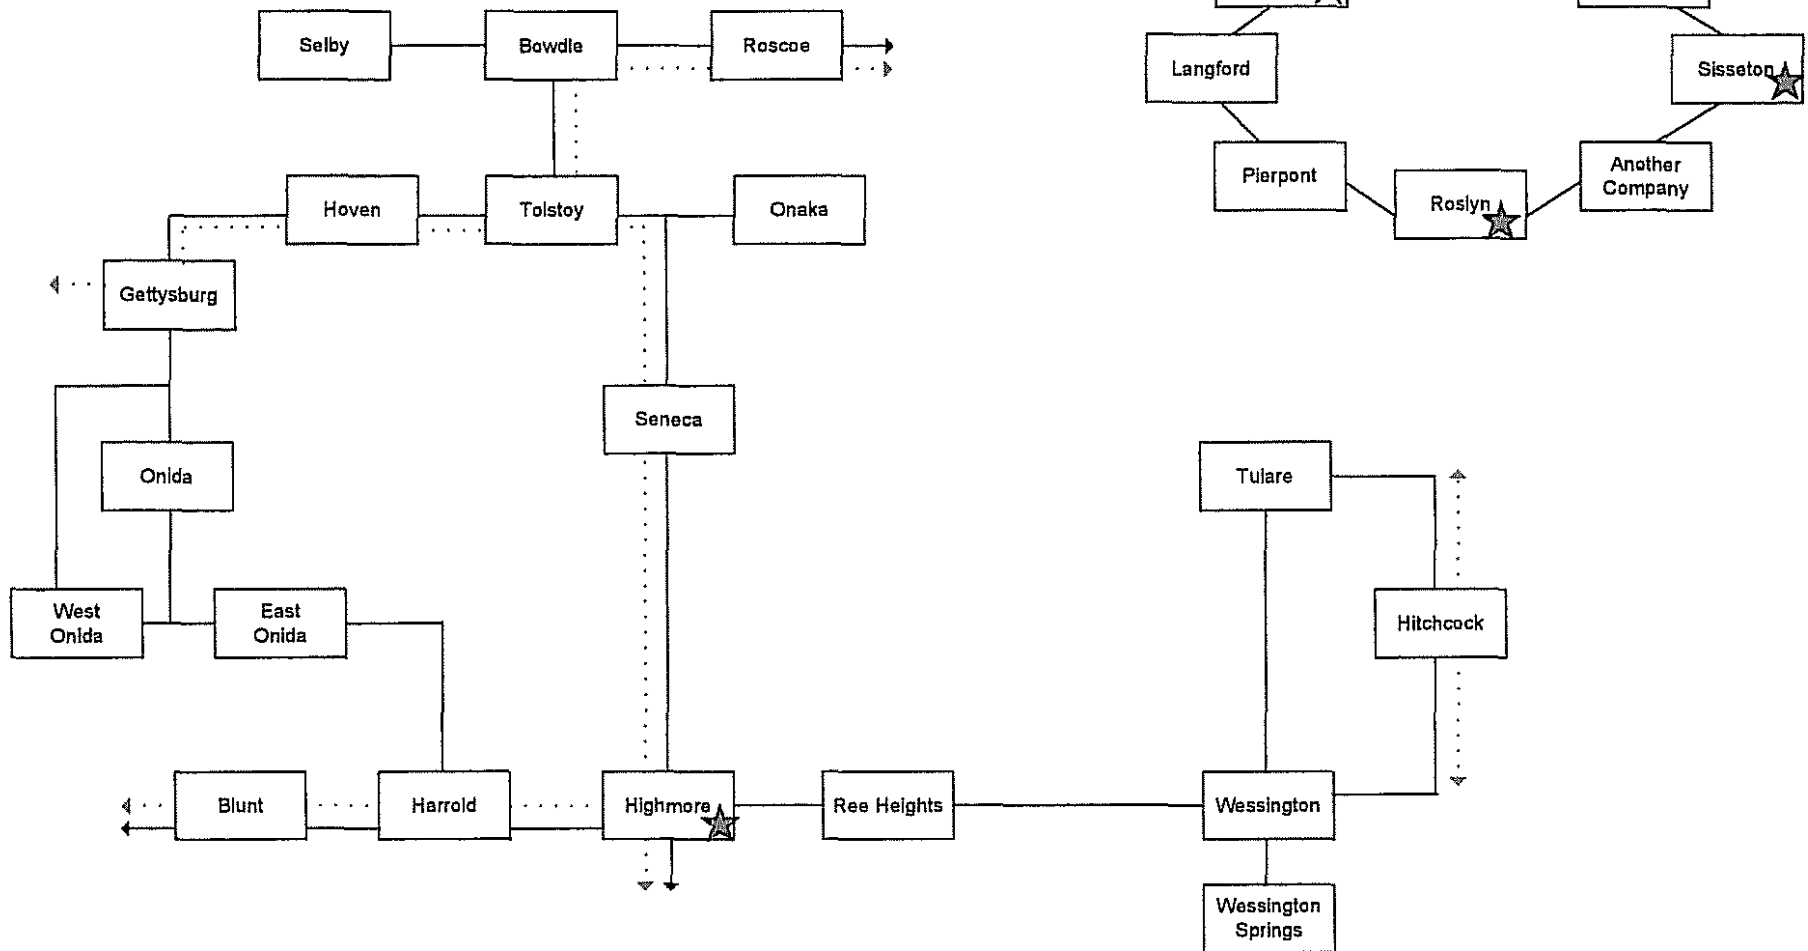 Selby
Bowdle
Roscoe
Langford
Sisseton
Pierpont
Roslyn
Another
Company
Hoven
Tolstoy
Onaka
Gettysburg
Seneca
Onida
Tulare
West
Onida
East
Onida
Hitchcock
Blunt
Harrold
Highmore
Ree Heights
Wessington
Wessington
Springs